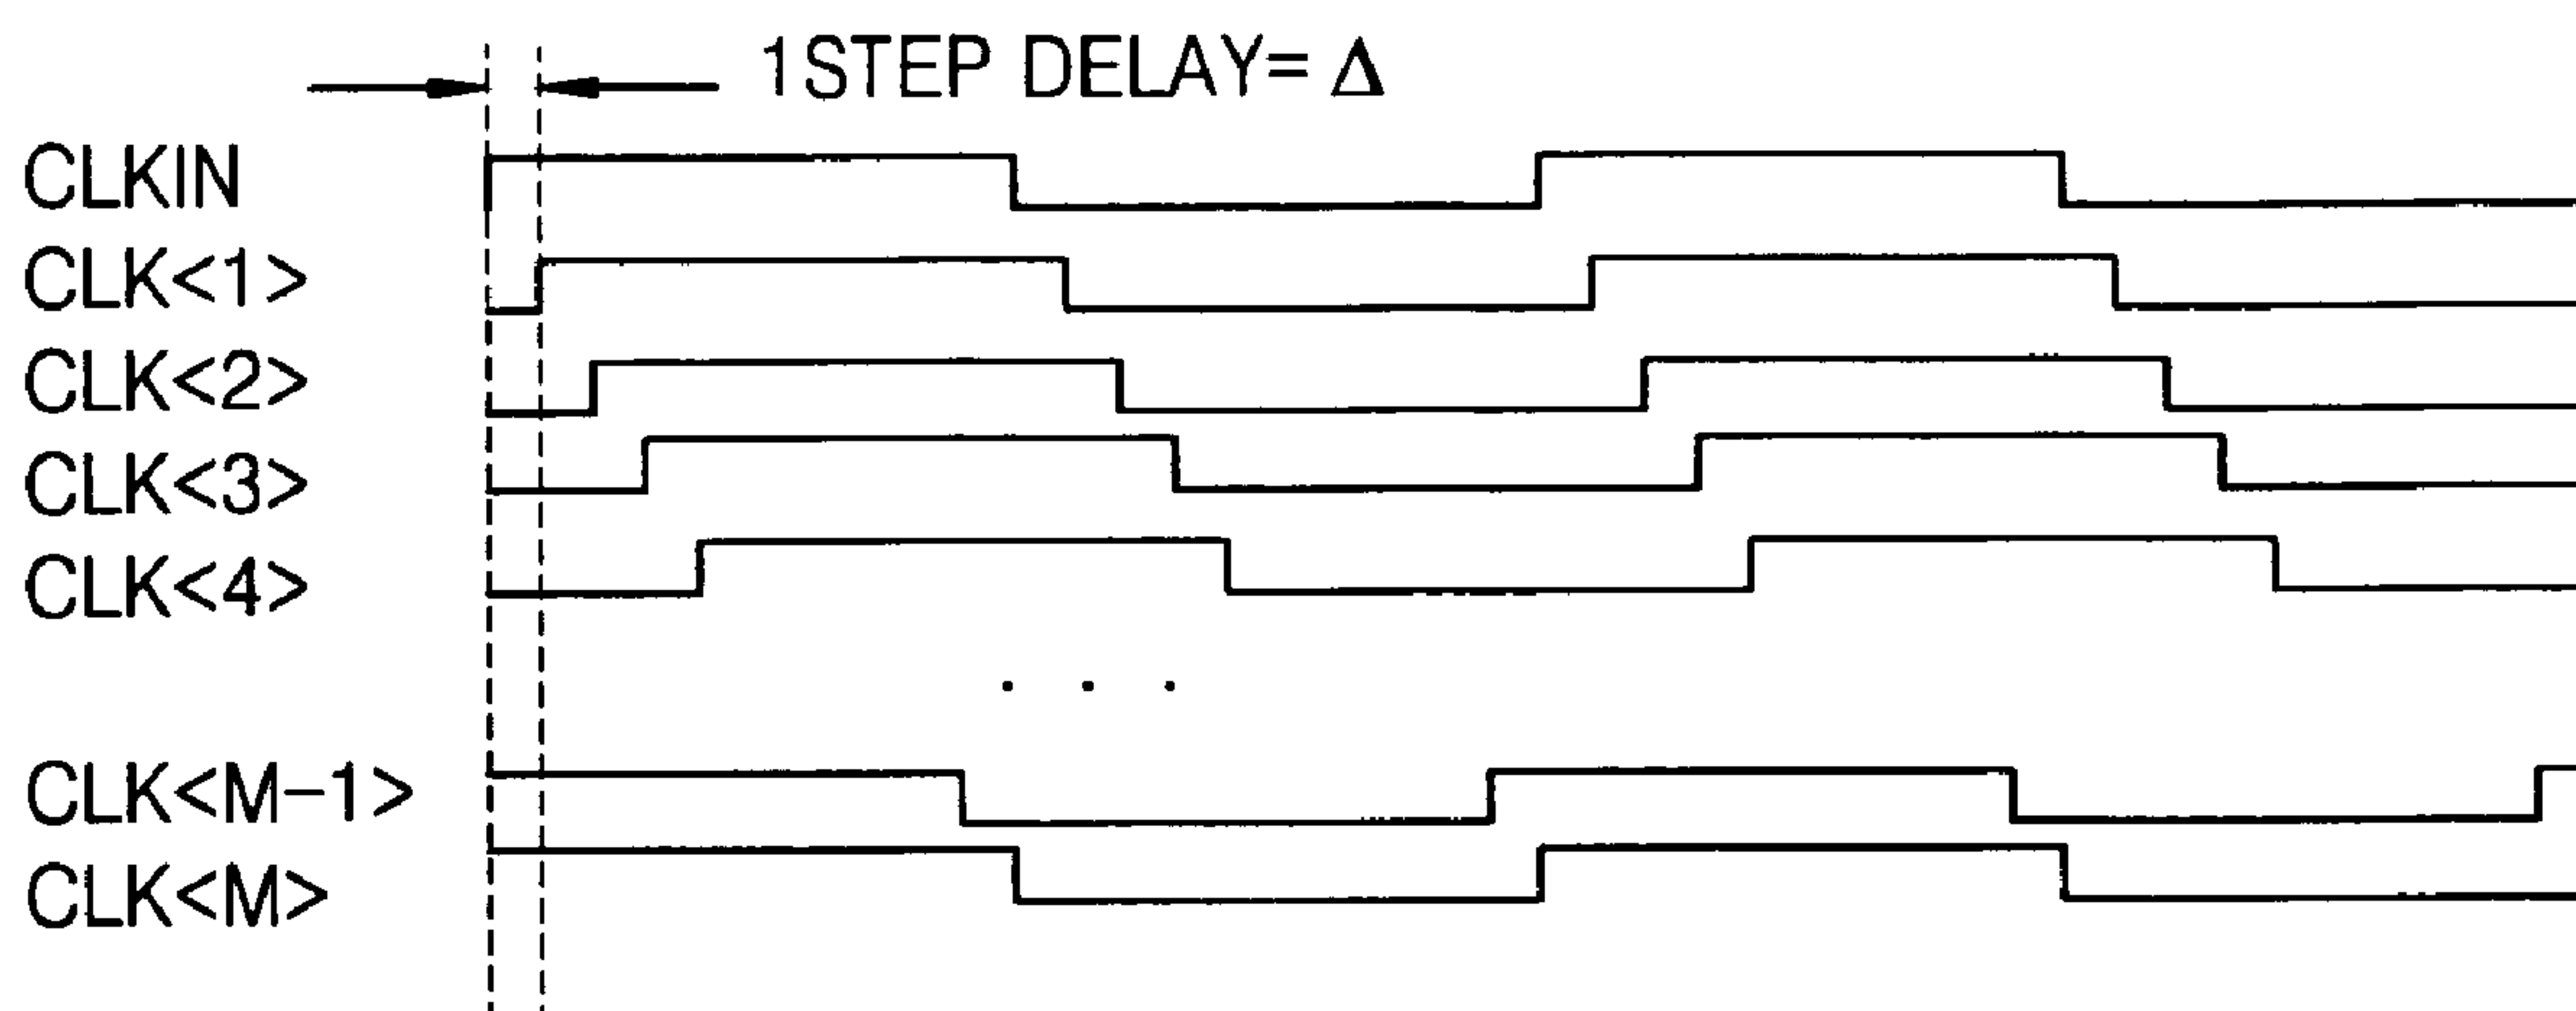 1STEP DELAY= Δ
CLKIN
CLK<1>
CLK<2>
CLK<3>
CLK<4>
. . .
CLK<M-1>
CLK<M>